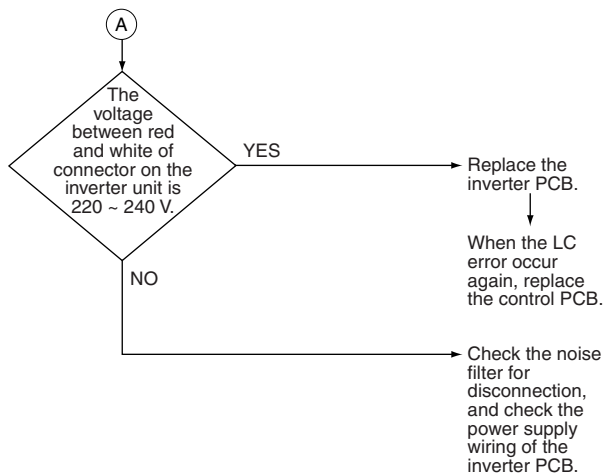 A
The
voltage
between red
and white of
connector on the
inverter unit is
220 ~ 240 V.
YES
Replace the
inverter PCB.
When the LC
error occur
again, replace
the control PCB.
NO
Check the noise
filter for
disconnection,
and check the
power supply
wiring of the
inverter PCB.